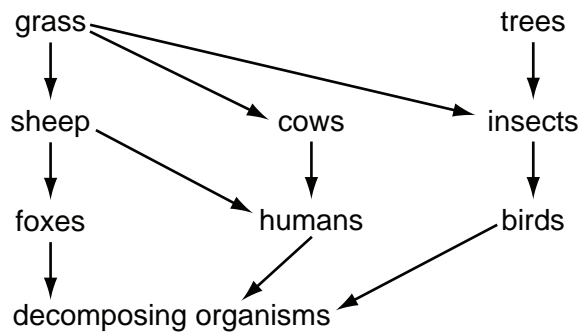 grass trees
sheep cows insects
foxes humans birds
decomposing organisms